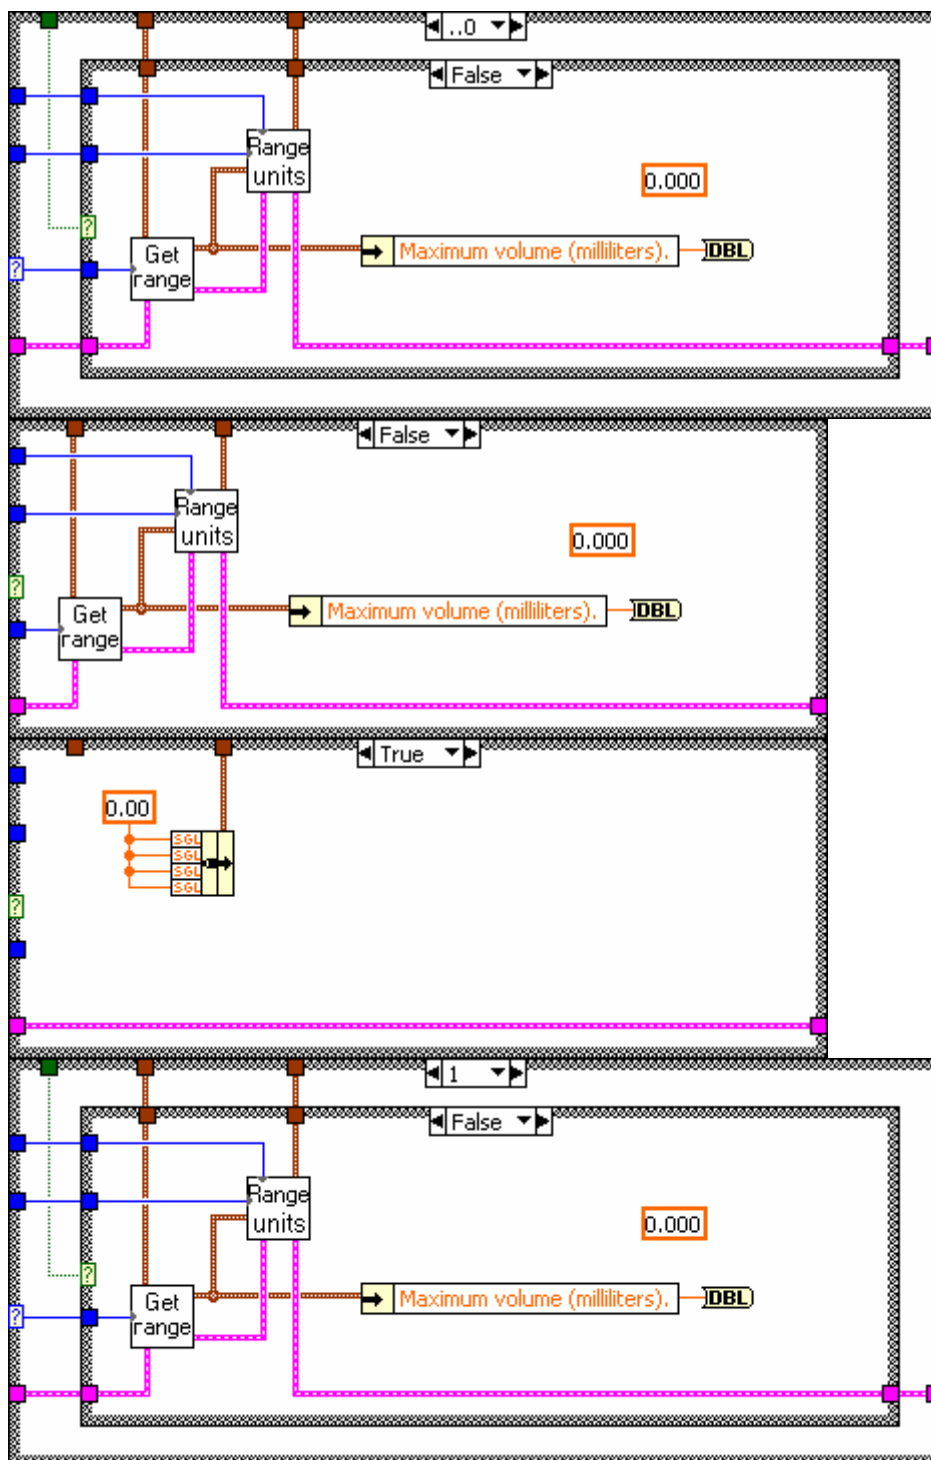 ..0
False
Range
units
0.000
?
Get
range
Maximum volume (milliliters).
DBL
?
False
Range
units
0.000
?
Get
range
Maximum volume (milliliters).
DBL
True
0.00
SGL
SGL
SGL
SGL
?
1
False
Range
units
0.000
?
Get
range
Maximum volume (milliliters).
DBL
?